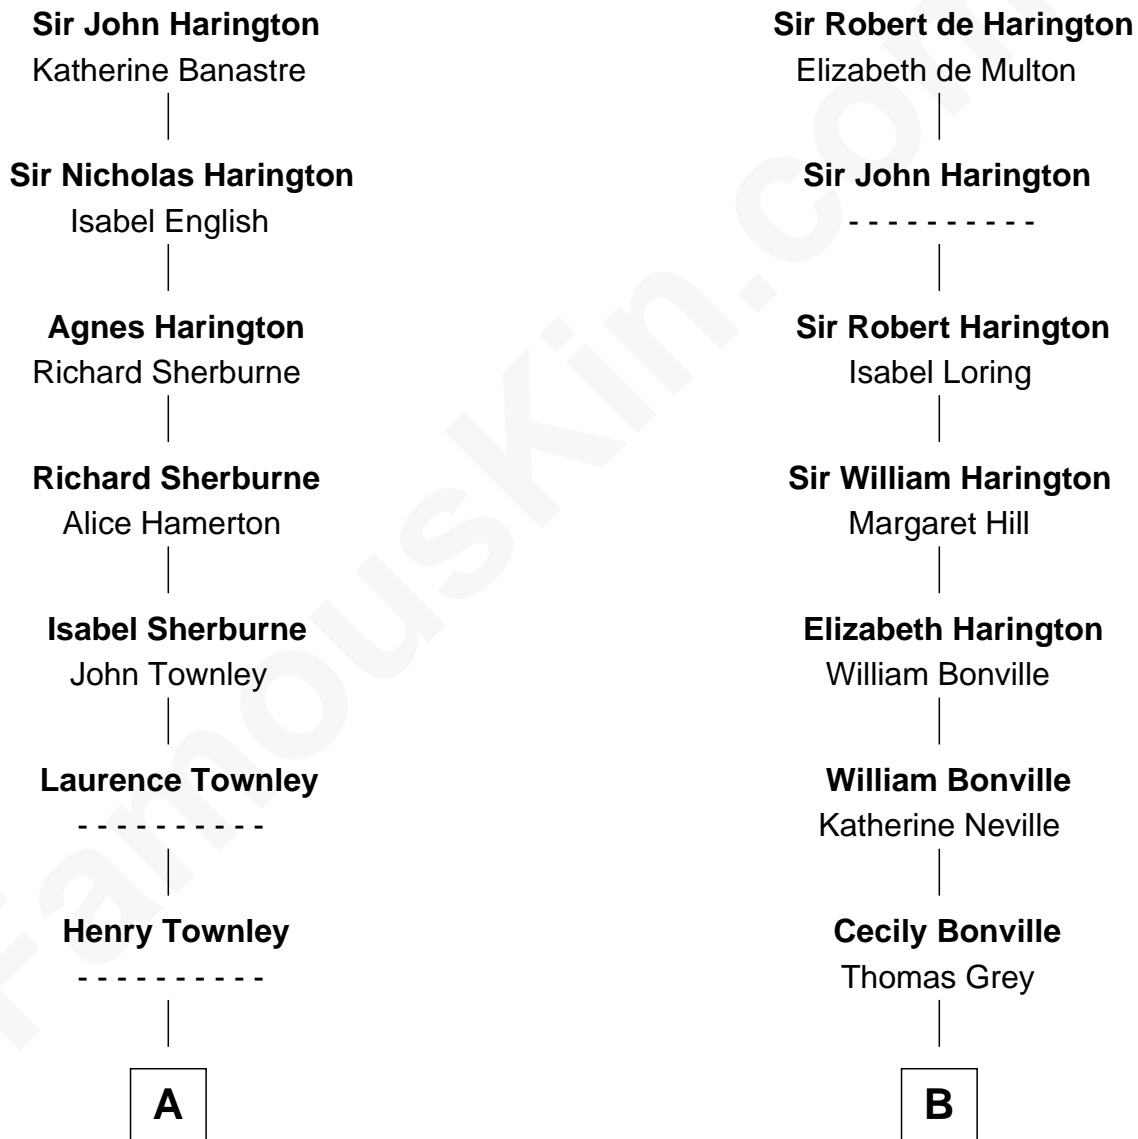 Sir John Harington
Katherine Banastre
Sir Nicholas Harington
Isabel English
Agnes Harington
Richard Sherburne
Richard Sherburne
Alice Hamerton
Isabel Sherburne
John Townley
Laurence Townley
- - - - - - - - - -
Henry Townley
- - - - - - - - - -
A
Sir Robert de Harington
Elizabeth de Multon
Sir John Harington
- - - - - - - - - -
Sir Robert Harington
Isabel Loring
Sir William Harington
Margaret Hill
Elizabeth Harington
William Bonville
William Bonville
Katherine Neville
Cecily Bonville
Thomas Grey
B
FamousKin.com